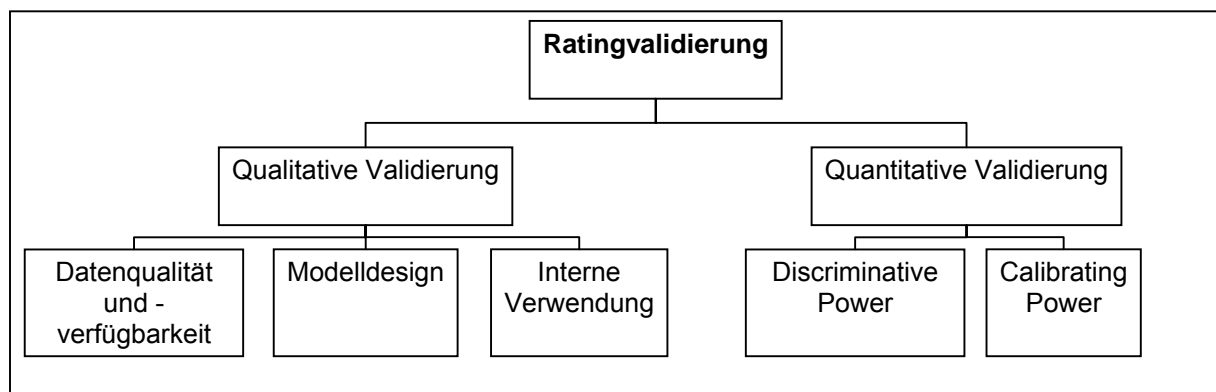 Ratingvalidierung
Qualitative Validierung
Quantitative Validierung
Datenqualität
und -
verfügbarkeit
Modelldesign
Interne
Verwendung
Discriminative
Power
Calibrating
Power